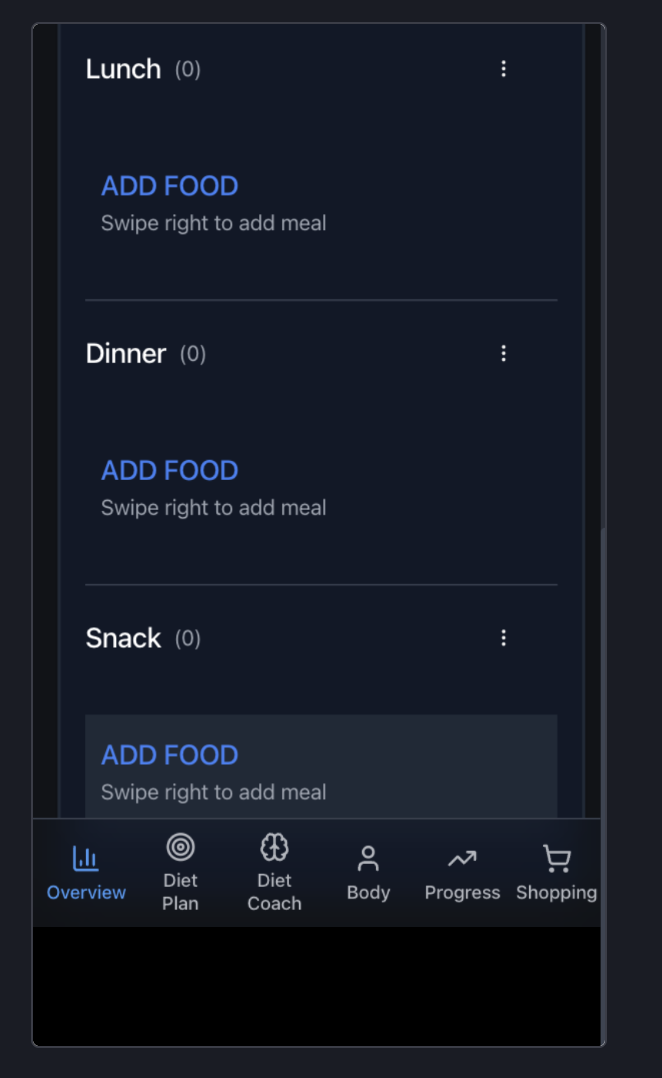 Lunch (0)
ADD FOOD
Swipe right to add meal
Dinner (0)
ADD FOOD
Swipe right to add meal
Snack (0)
ADD FOOD
Swipe right to add meal
Overview
Diet
Plan
Diet
Coach
Body
Progress
Shopping